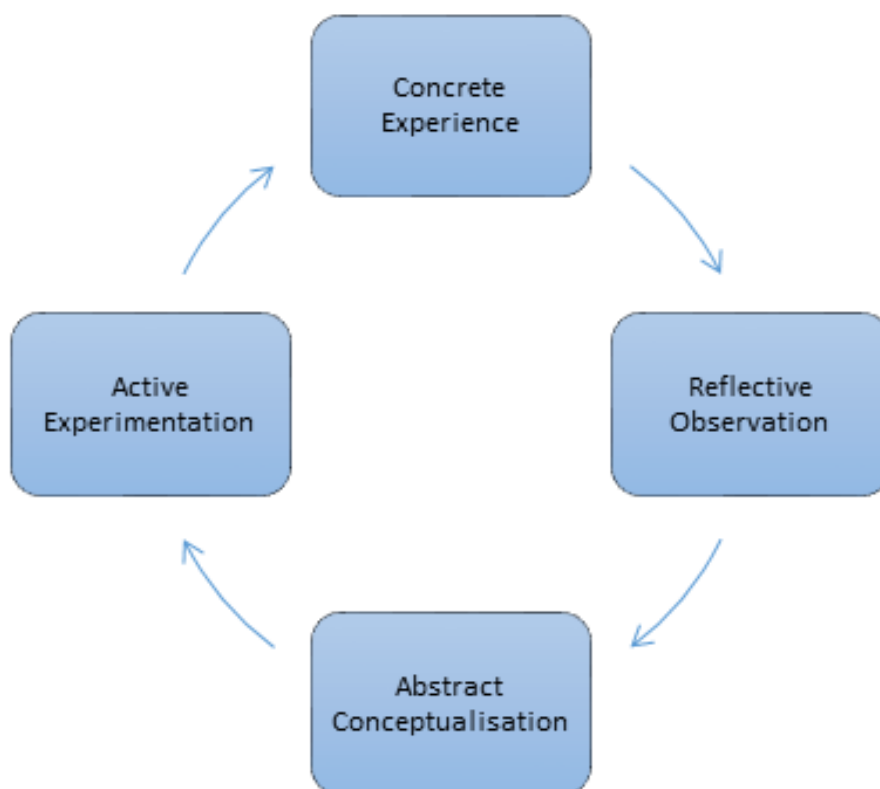 Concrete
Experience
Reflective
Observation
Abstract
Conceptualisation
Active
Experimentation